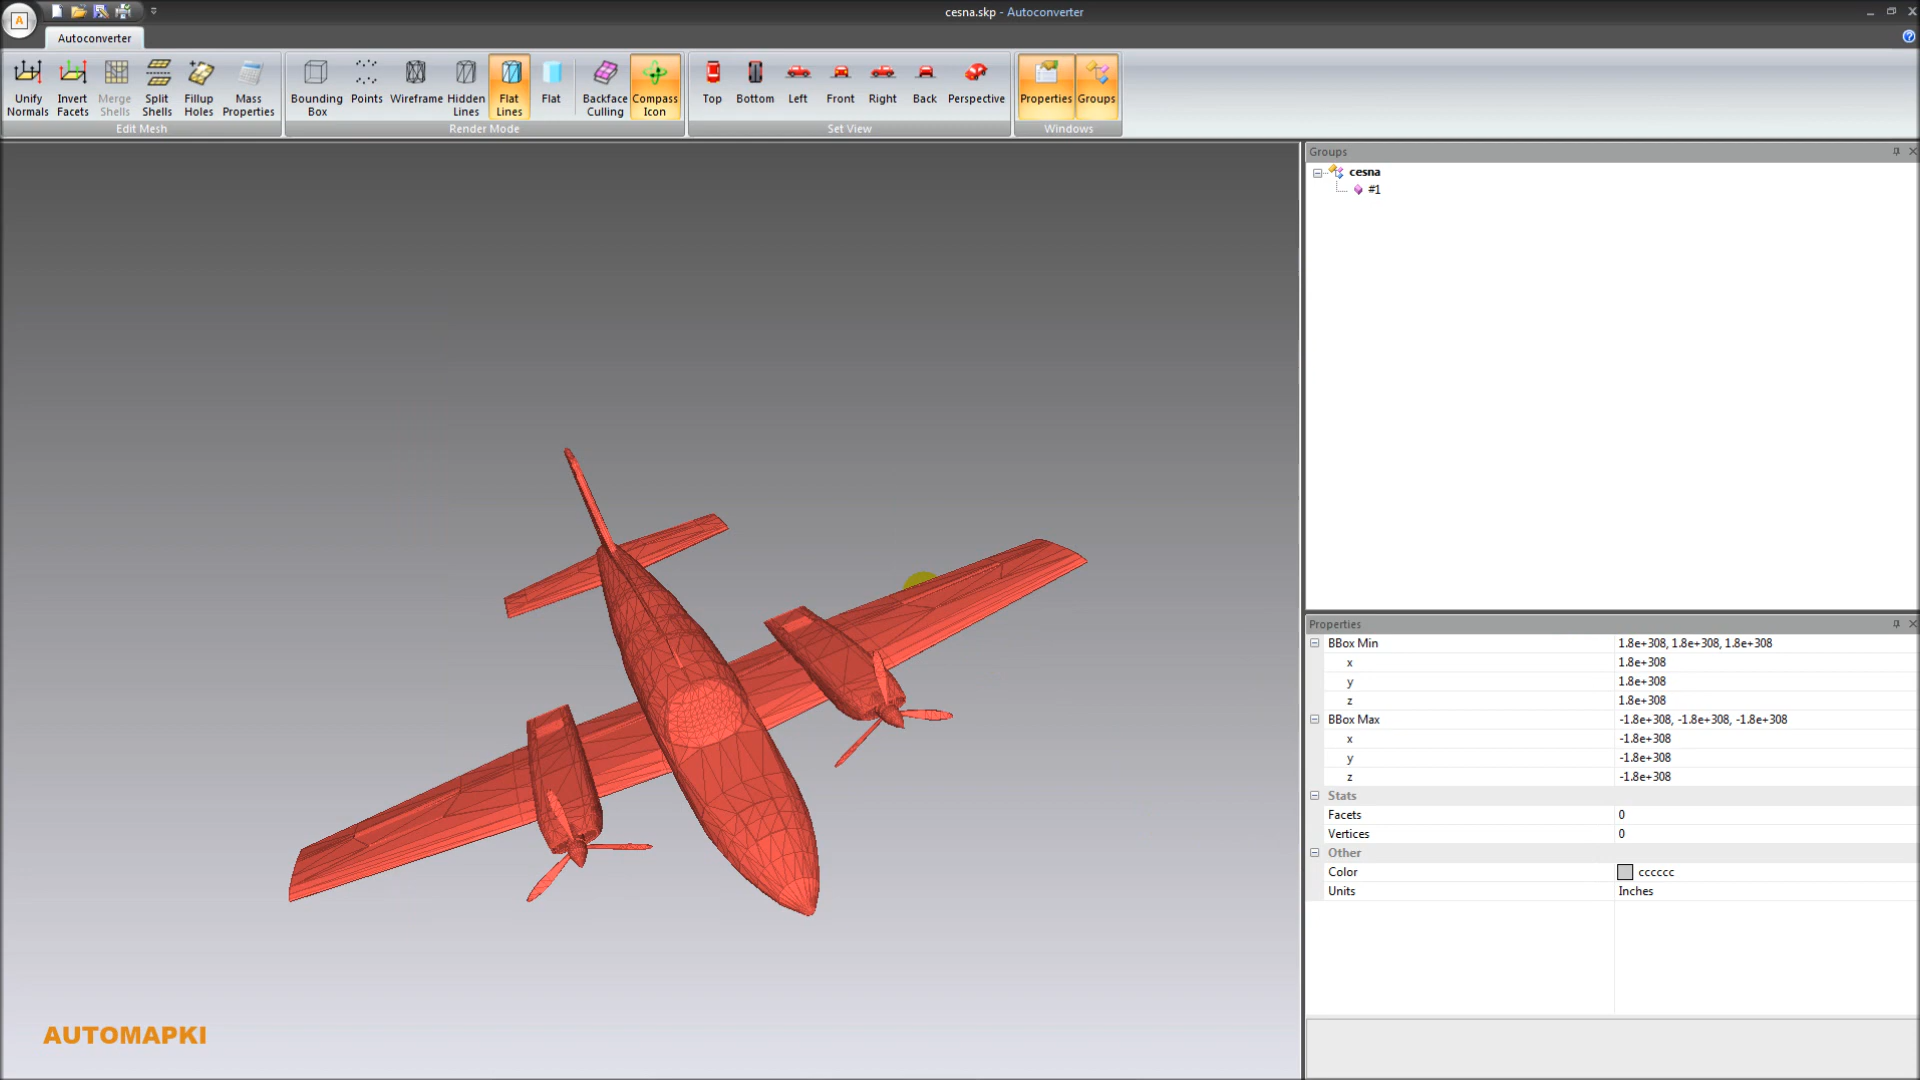 cesna.skp - Autoconverter
A
Autoconverter
Unify Normals
Invert Facets
Merge Shells
Split Shells
Fillup Holes
Mass Properties
Edit Mesh
Bounding Box
Points
Wireframe
Hidden Lines
Flat Lines
Flat
Backface Culling
Compass Icon
Render Mode
Top
Bottom
Left
Front
Right
Back
Perspective
Set View
Properties
Groups
Windows
Groups
cesna
#1
Properties
BBox Min 1.8e+308, 1.8e+308, 1.8e+308
x 1.8e+308
y 1.8e+308
z 1.8e+308
BBox Max -1.8e+308, -1.8e+308, -1.8e+308
x -1.8e+308
y -1.8e+308
z -1.8e+308
Stats
Facets 0
Vertices 0
Other
Color cccccc
Units Inches
AUTOMAPKI